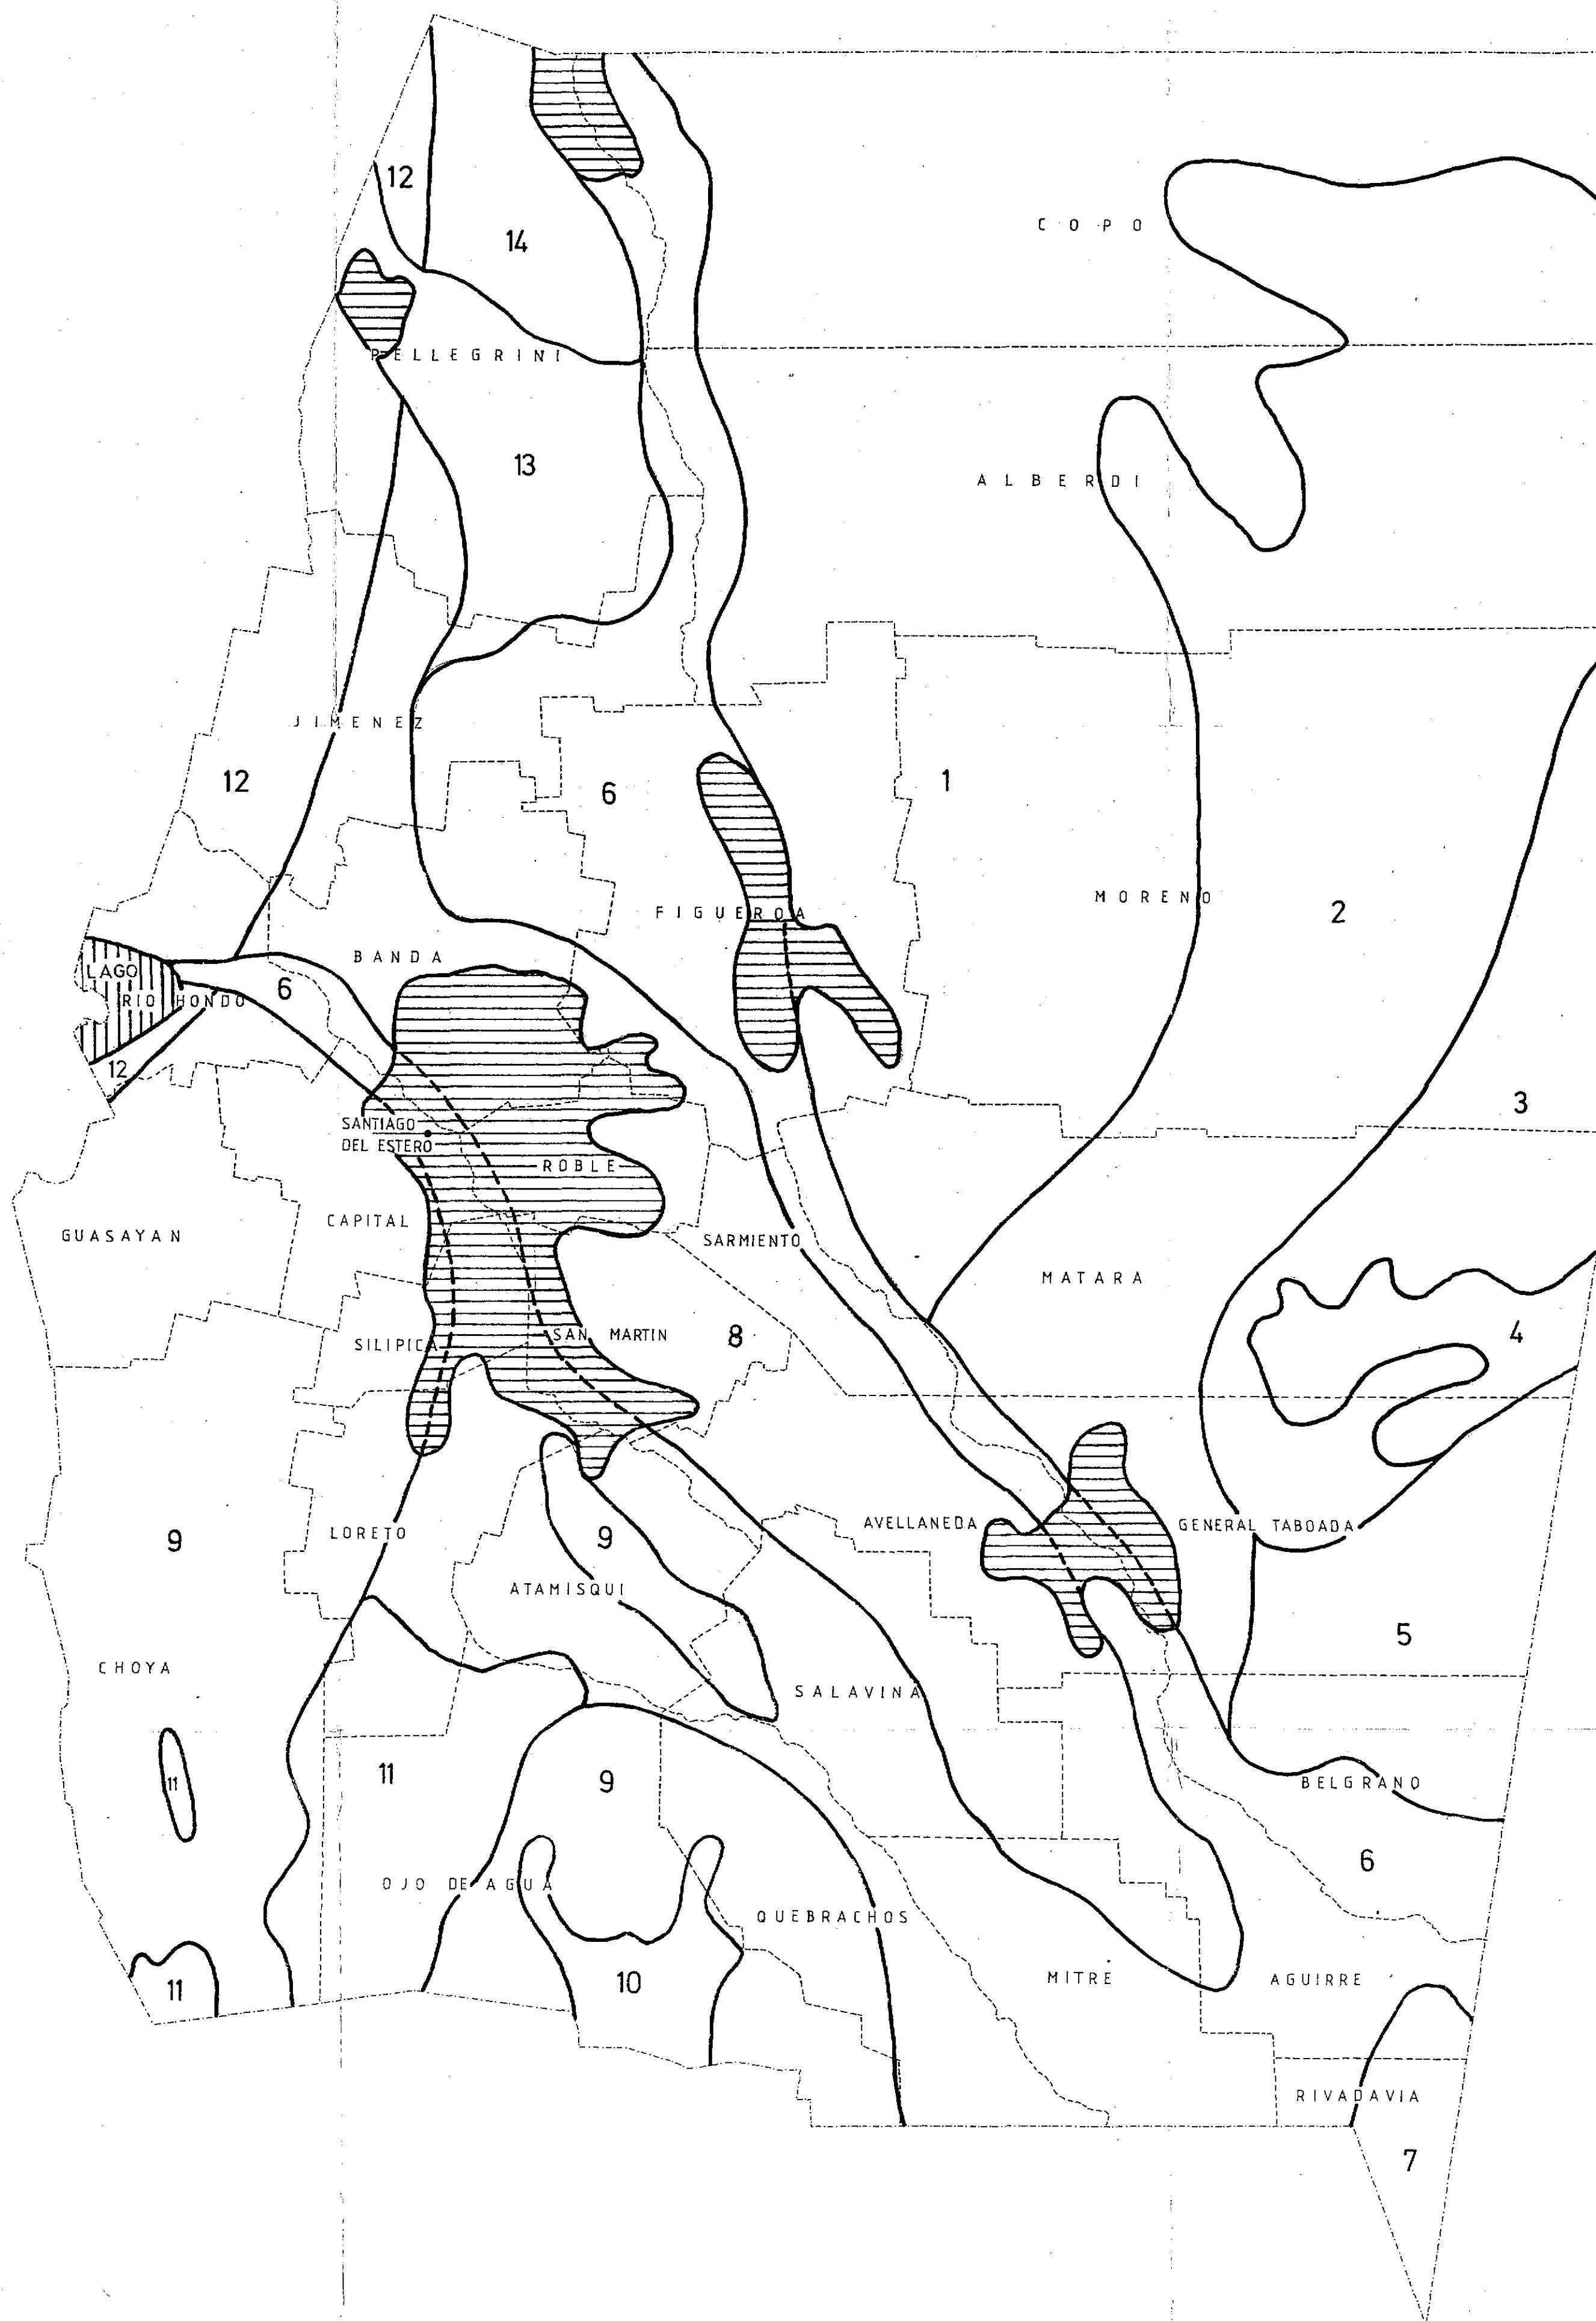 12
COPO
14
PELLEGRINI
13
ALBERDI
JIMENEZ
12
6
1
MORENO
2
FIGUEROA
BANDA
LAGO
RIO HONDO
6
12
3
SANTIAGO
DEL ESTERO
ROBLE
CAPITAL
GUASAYAN
SARMIENTO
MATARA
SILIPICA
SAN MARTIN
8
4
9
LORETO
9
AVELLANEDA
GENERAL TABOADA
ATAMISQUI
5
CHOYA
SALAVINA
11
11
9
BELGRANO
6
OJO DE AGUA
QUEBRACHOS
11
10
MITRE
AGUIRRE
RIVADAVIA
7